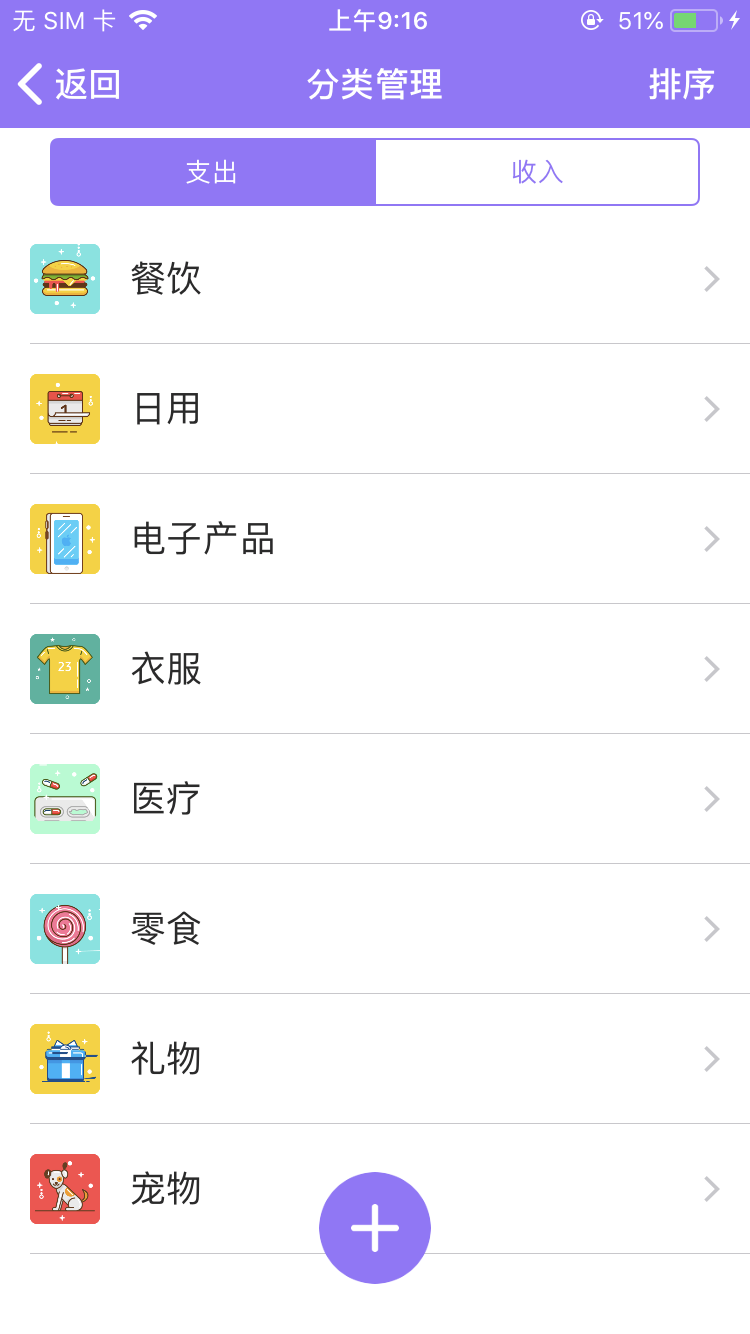 无 SIM 卡 上午9:16 51%
返回 分类管理 排序
支出 收入
餐饮
1
日用
电子产品
23
衣服
医疗
零食
礼物
宠物